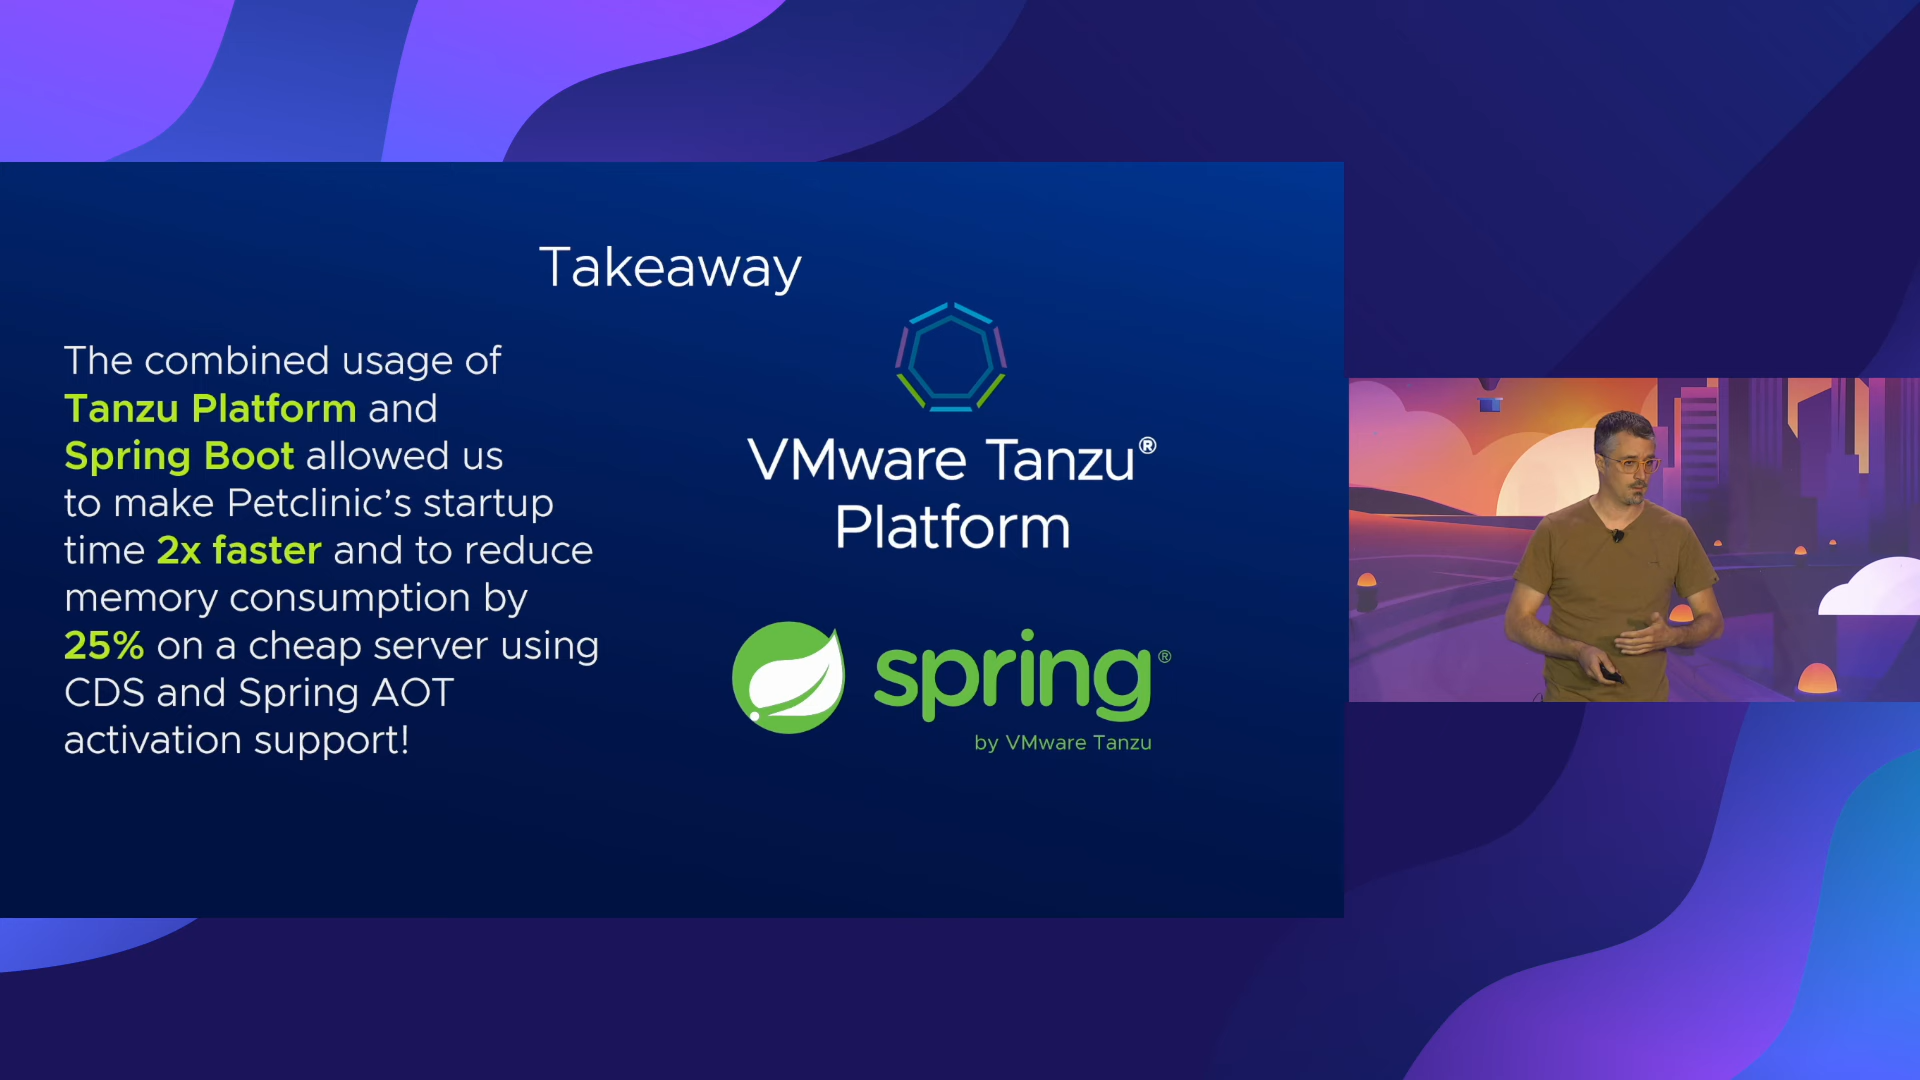 Takeaway
The combined usage of
Tanzu Platform and
Spring Boot allowed us
to make Petclinic’s startup
time 2x faster and to reduce
memory consumption by
25% on a cheap server using
CDS and Spring AOT
activation support!
VMware Tanzu®
Platform
spring®
by VMware Tanzu